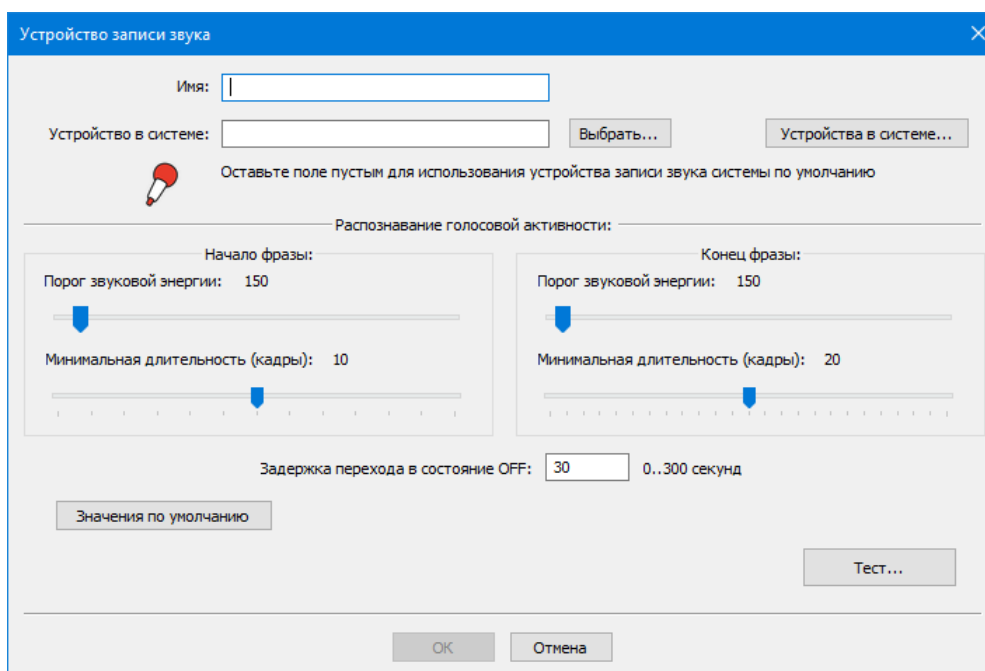 Устройство записи звука
Имя:
Устройство в системе:
Выбрать...
Устройства в системе...
Оставьте поле пустым для использования устройства записи звука системы по умолчанию
Распознавание голосовой активности:
Начало фразы:
Порог звуковой энергии: 150
Минимальная длительность (кадры): 10
Конец фразы:
Порог звуковой энергии: 150
Минимальная длительность (кадры): 20
Задержка перехода в состояние OFF: 30 0..300 секунд
Значения по умолчанию
Тест...
OK
Отмена